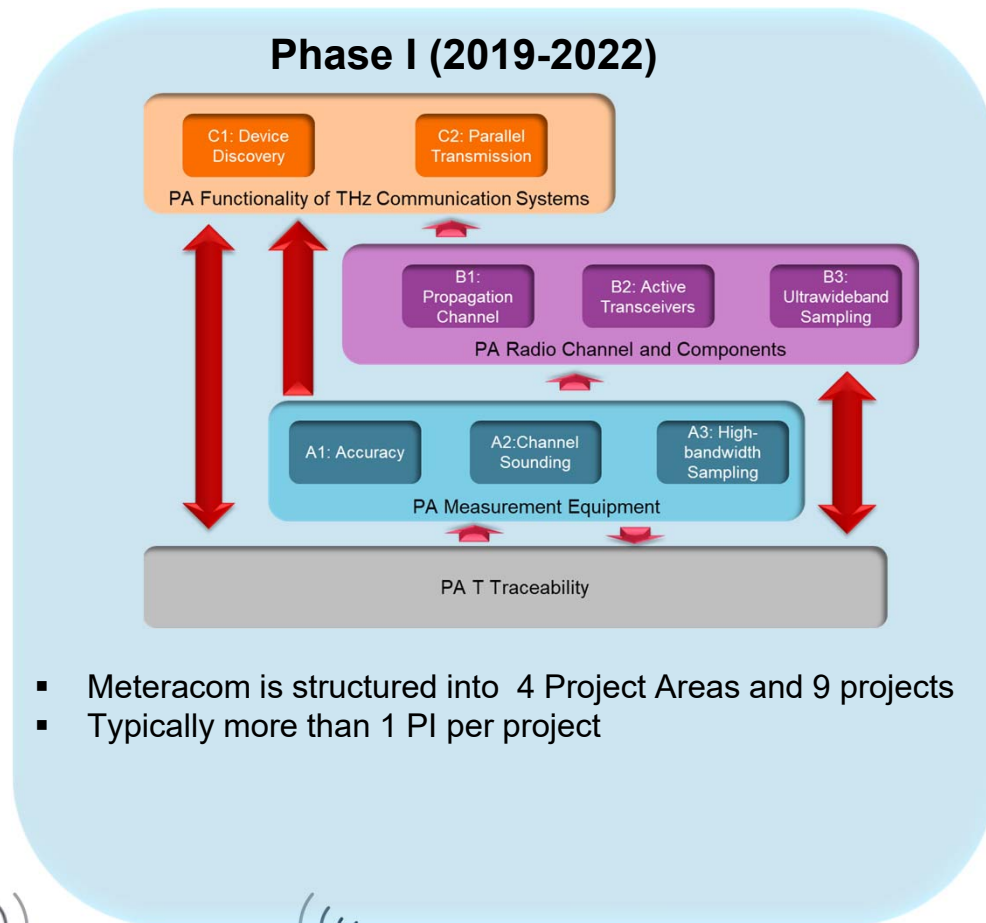 Phase I (2019-2022)
C1: Device
Discovery
C2: Parallel
Transmission
PA Functionality of THz Communication Systems
B1:
Propagation
Channel
B2: Active
Transceivers
B3:
Ultrawideband
Sampling
PA Radio Channel and Components
A1: Accuracy
A2:Channel
Sounding
A3: High-
bandwidth
Sampling
PA Measurement Equipment
PA T Traceability
▪ Meteracom is structured into  4 Project Areas and 9 projects
▪ Typically more than 1 PI per project